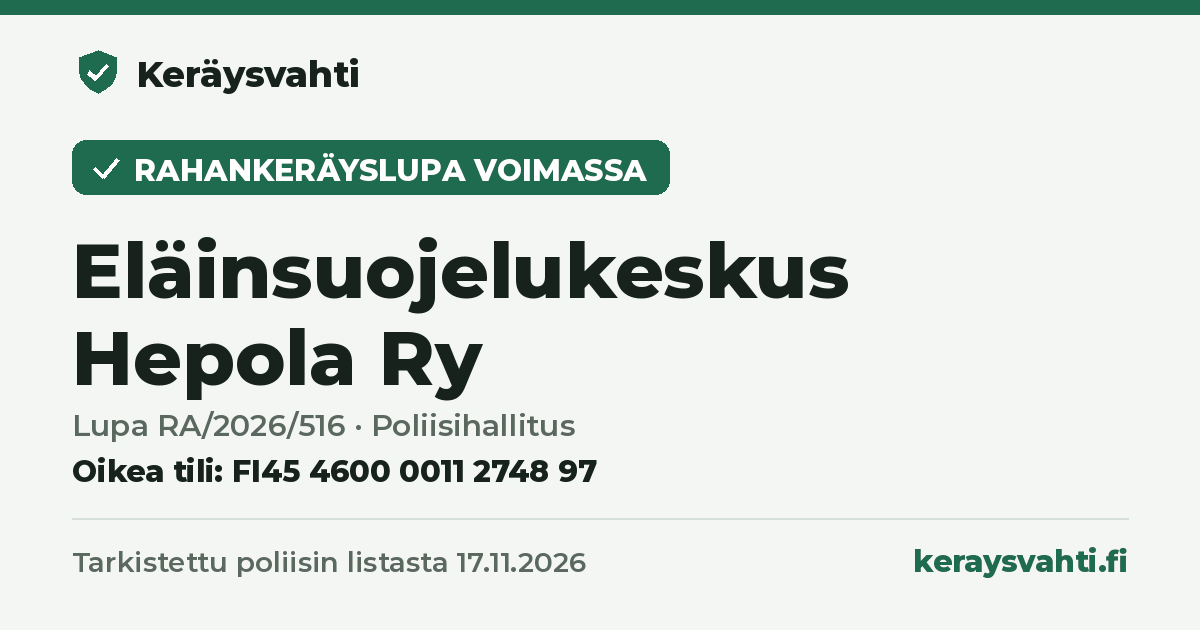 Keräysvahti
RAHANKERÄYSLUPA VOIMASSA
Eläinsuojelukeskus
Hepola Ry
Lupa RA/2026/516 · Poliisihallitus
Oikea tili: FI45 4600 0011 2748 97
Tarkistettu poliisin listasta 17.11.2026
keraysvahti.fi